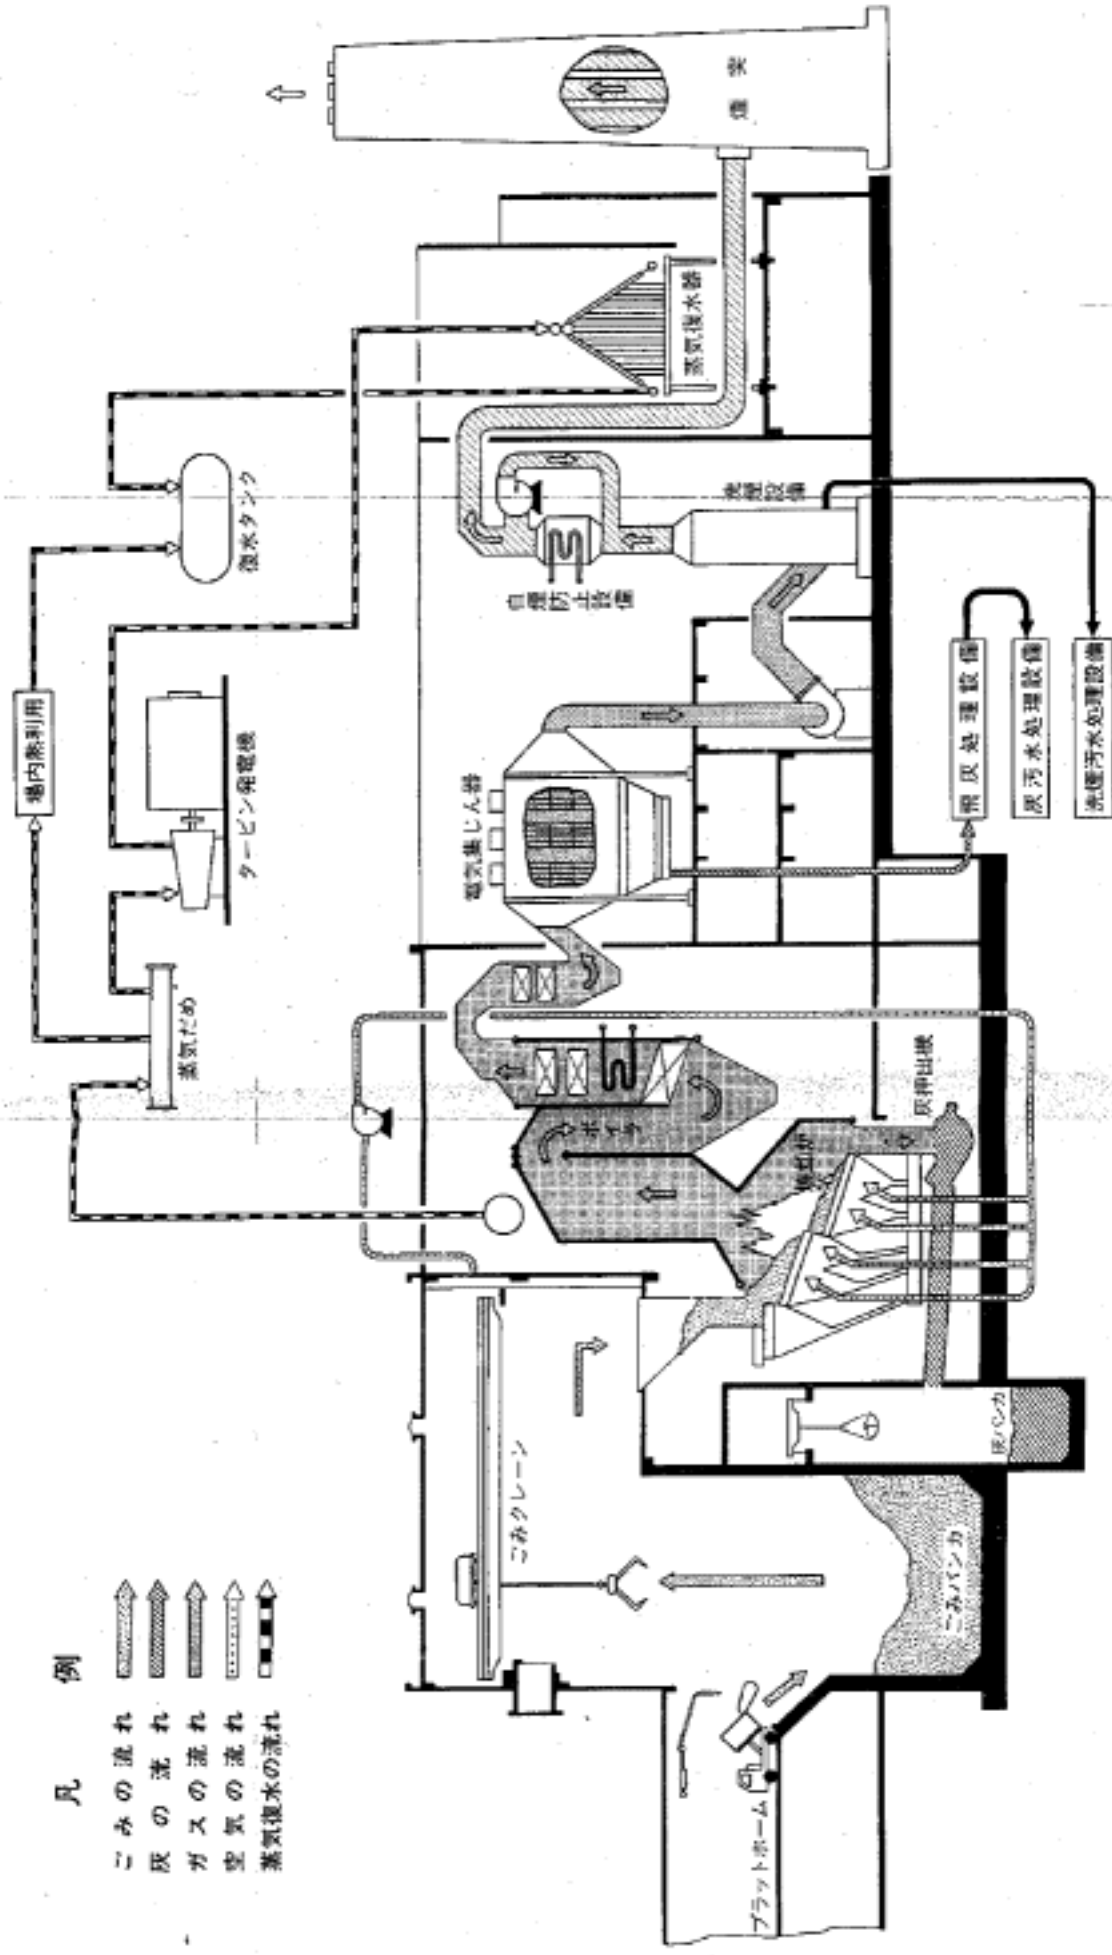 凡例
ごみの流れ
灰の流れ
ガスの流れ
空気の流れ
蒸気復水の流れ
場内熱利用
蒸気だめ
タービン発電機
復水タンク
プラットホーム
ごみバンカ
ごみクレーン
灰バンカ
灰押出機
焼却炉
ボイラ
電気集じん器
白煙防止設備
洗煙設備
蒸気復水器
煙突
飛灰処理設備
灰汚水処理設備
洗煙汚水処理設備